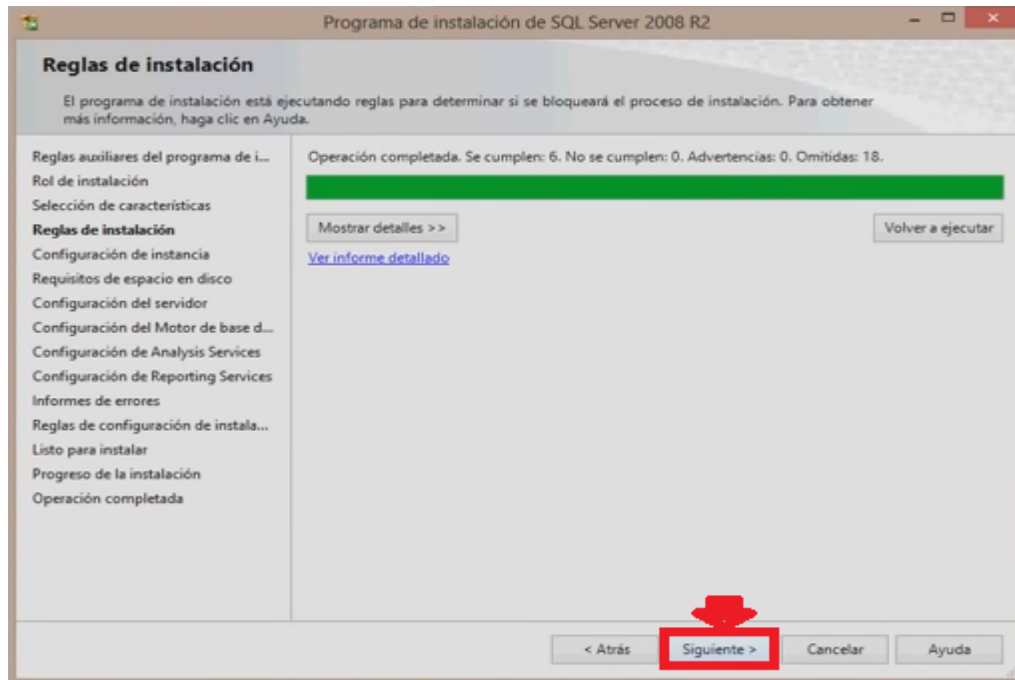 Programa de instalación de SQL Server 2008 R2
Reglas de instalación
El programa de instalación está ejecutando reglas para determinar si se bloqueará el proceso de instalación. Para obtener
más información, haga clic en Ayuda.
Reglas auxiliares del programa de i...
Rol de instalación
Selección de características
Reglas de instalación
Configuración de instancia
Requisitos de espacio en disco
Configuración del servidor
Configuración del Motor de base d...
Configuración de Analysis Services
Configuración de Reporting Services
Informes de errores
Reglas de configuración de instala...
Listo para instalar
Progreso de la instalación
Operación completada
Operación completada. Se cumplen: 6. No se cumplen: 0. Advertencias: 0. Omitidas: 18.
Mostrar detalles >>
Volver a ejecutar
Ver informe detallado
< Atrás
Siguiente >
Cancelar
Ayuda